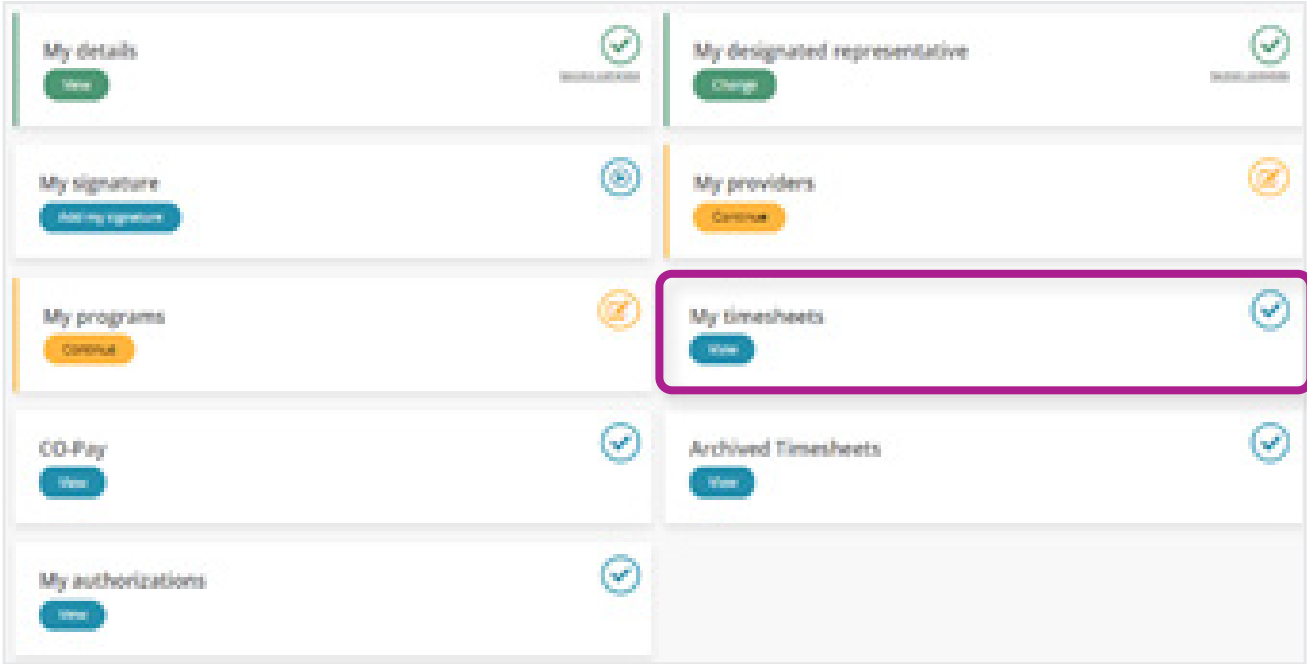 My details
View
My designated representative
Change
My signature
Add my signature
My providers
Continue
My programs
Continue
My timesheets
View
CO-Pay
View
Archived Timesheets
View
My authorizations
View